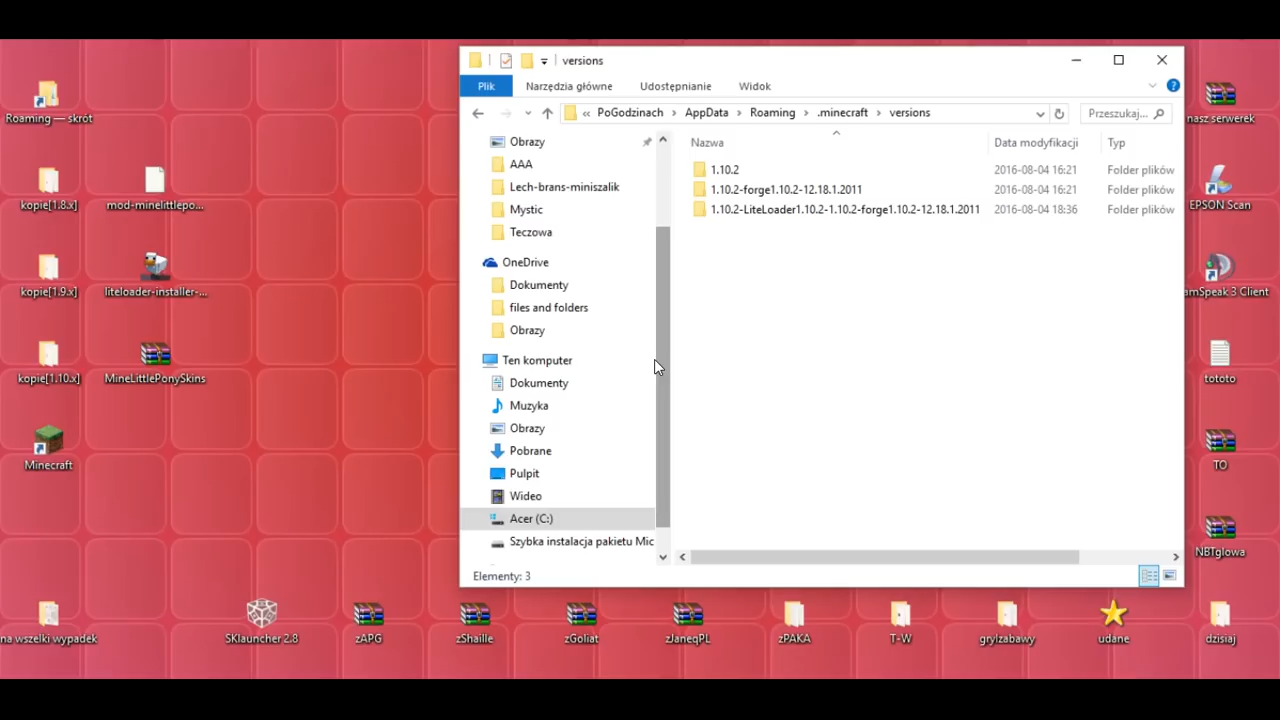 versions
Plik
Narzędzia główne
Udostępnianie
Widok
« PoGodzinach > AppData > Roaming > .minecraft > versions
Przeszukaj...
Obrazy
AAA
Lech-brans-miniszalik
Mystic
Teczowa
OneDrive
Dokumenty
files and folders
Obrazy
Ten komputer
Dokumenty
Muzyka
Obrazy
Pobrane
Pulpit
Wideo
Acer (C:)
Szybka instalacja pakietu Mic
Nazwa Data modyfikacji Typ
1.10.2 2016-08-04 16:21 Folder plików
1.10.2-forge1.10.2-12.18.1.2011 2016-08-04 16:21 Folder plików
1.10.2-LiteLoader1.10.2-1.10.2-forge1.10.2-12.18.1.2011 2016-08-04 18:36 Folder plików
Elementy: 3
Roaming — skrót
kopie[1.8.x]
mod-minelittlepo...
kopie[1.9.x]
liteloader-installer-...
kopie[1.10.x]
MineLittlePonySkins
Minecraft
nasz serwerek
EPSON Scan
amSpeak 3 Client
tototo
TO
NBTglowa
na wszelki wypadek
SKlauncher 2.8
zAPG
zShaille
zGoliat
zJaneqPL
zPAKA
T-W
gryIzabawy
udane
dzisiaj